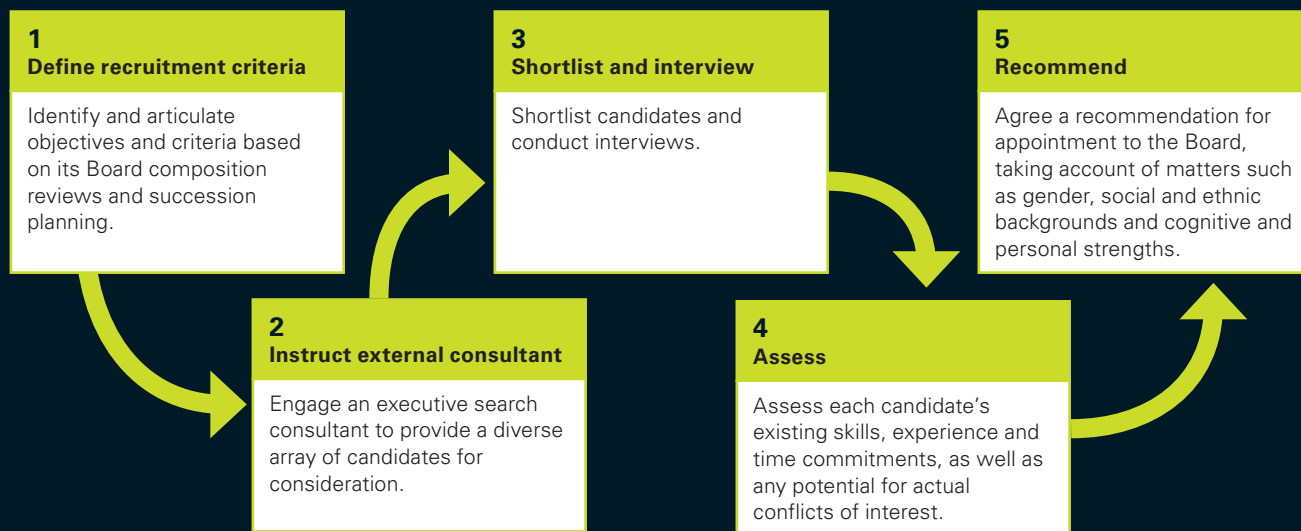 1
Define recruitment criteria
Identify and articulate
objectives and criteria based
on its Board composition
reviews and succession
planning.
2
Instruct external consultant
Engage an executive search
consultant to provide a diverse
array of candidates for
consideration.
3
Shortlist and interview
Shortlist candidates and
conduct interviews.
4
Assess
Assess each candidate’s
existing skills, experience and
time commitments, as well as
any potential for actual
conflicts of interest.
5
Recommend
Agree a recommendation for
appointment to the Board,
taking account of matters such
as gender, social and ethnic
backgrounds and cognitive and
personal strengths.